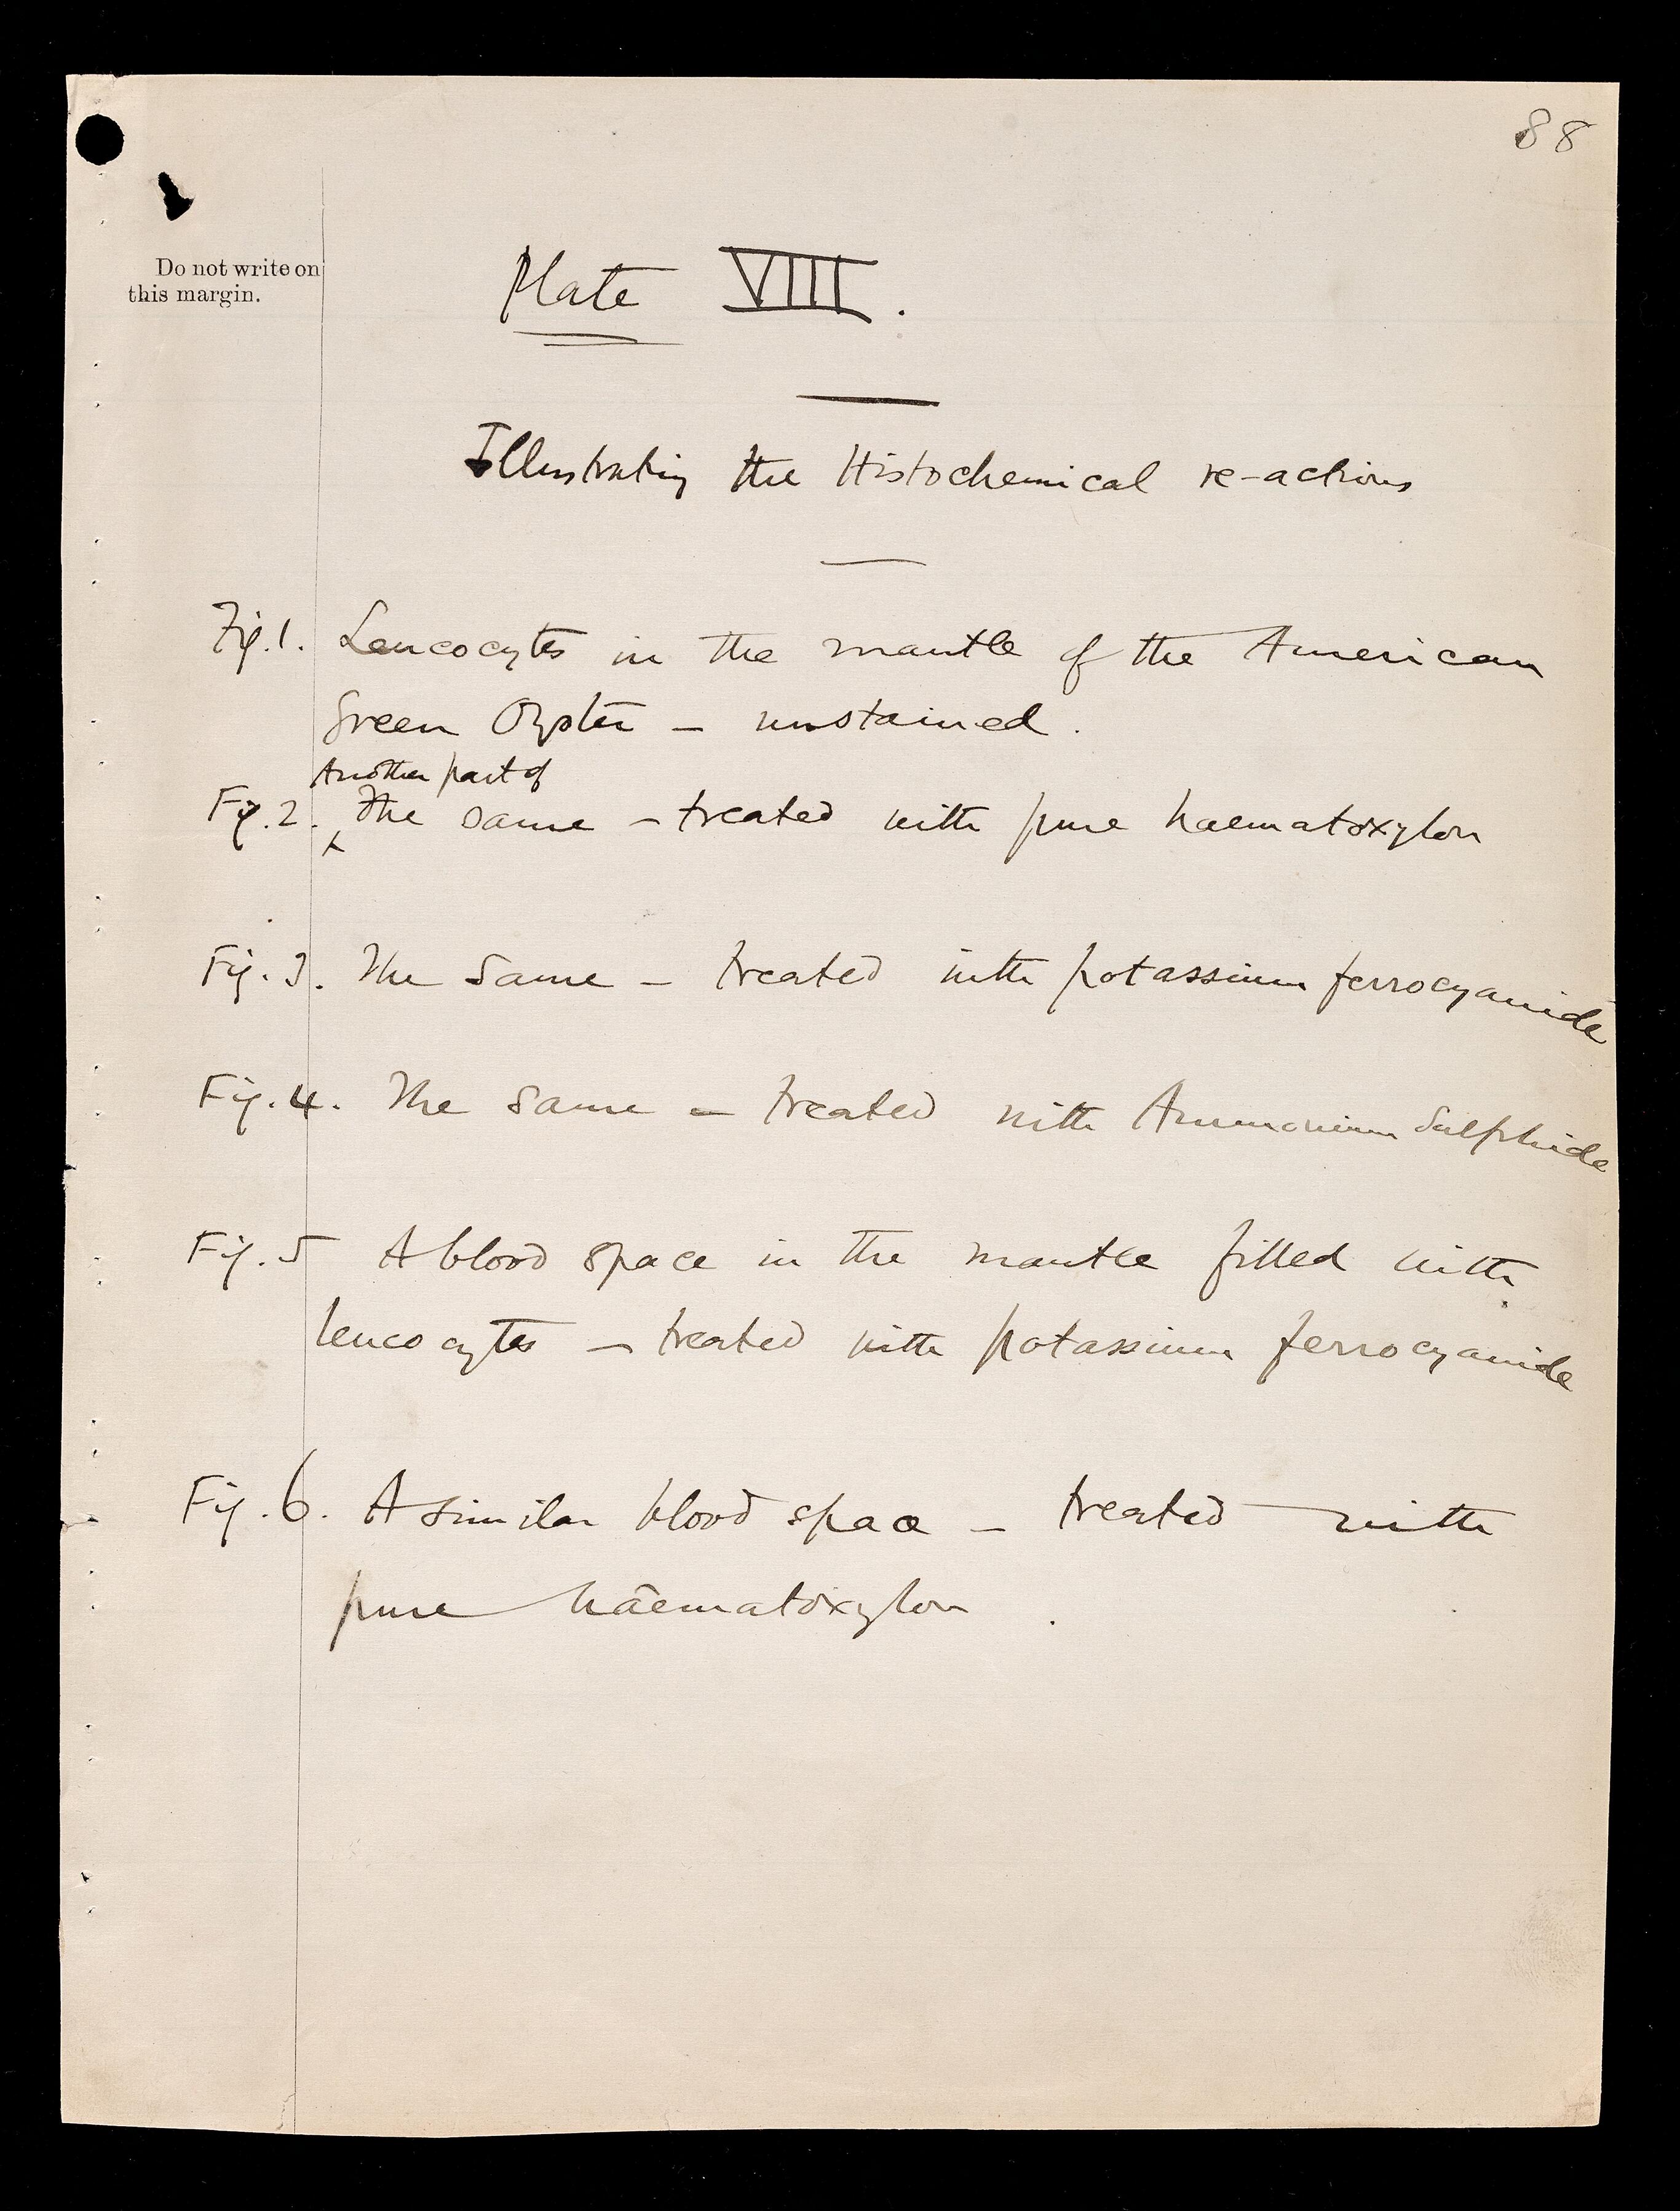 88
Do not write on
this margin.
Plate VIII.
Illustrating the Histochemical re-actions
Fig. 1. Leucocytes in the mantle of the American
Green Oyster – unstained.
Another part of
Fig. 2. The same – treated with pure haematoxylon
Fig. 3. The same – treated with potassium ferrocyanide
Fig. 4. The same – treated with Ammonium Sulphide
Fig. 5 A blood space in the mantle filled with
leucocytes – treated with potassium ferrocyanide
Fig. 6. A similar blood space – treated with
pure haematoxylon .